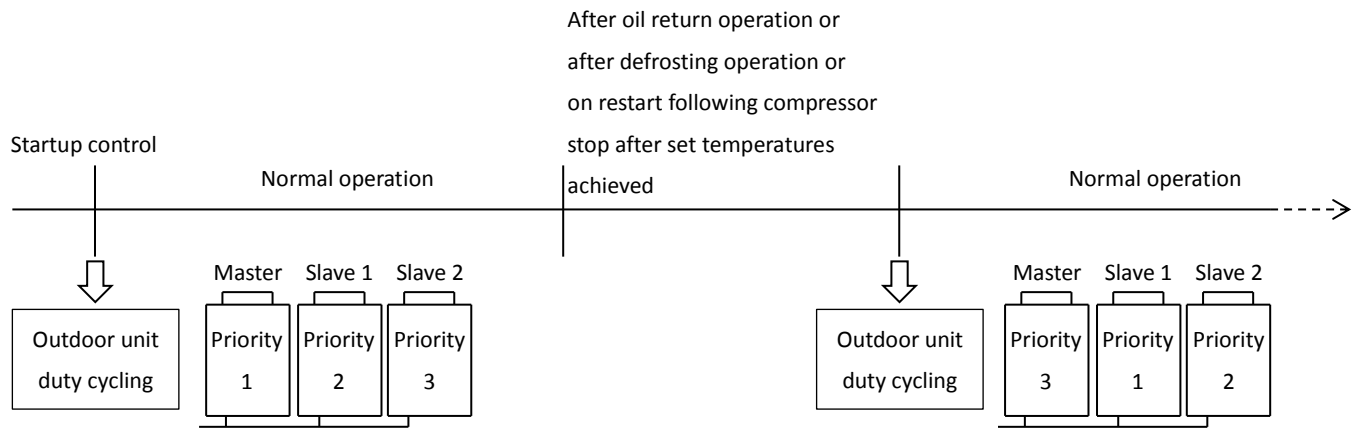 After oil return operation or
after defrosting operation or
on restart following compressor
stop after set temperatures
achieved
Startup control
Normal operation
Normal operation
Master Slave 1 Slave 2
Outdoor unit
duty cycling
Priority Priority Priority
1 2 3
Master Slave 1 Slave 2
Outdoor unit
duty cycling
Priority Priority Priority
3 1 2